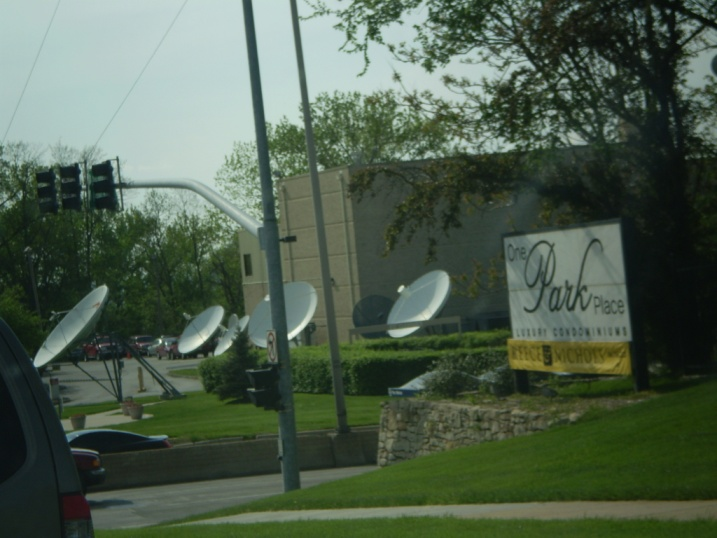 One
Park
Place
LUXURY CONDOMINIUMS
REECE & NICHOLS